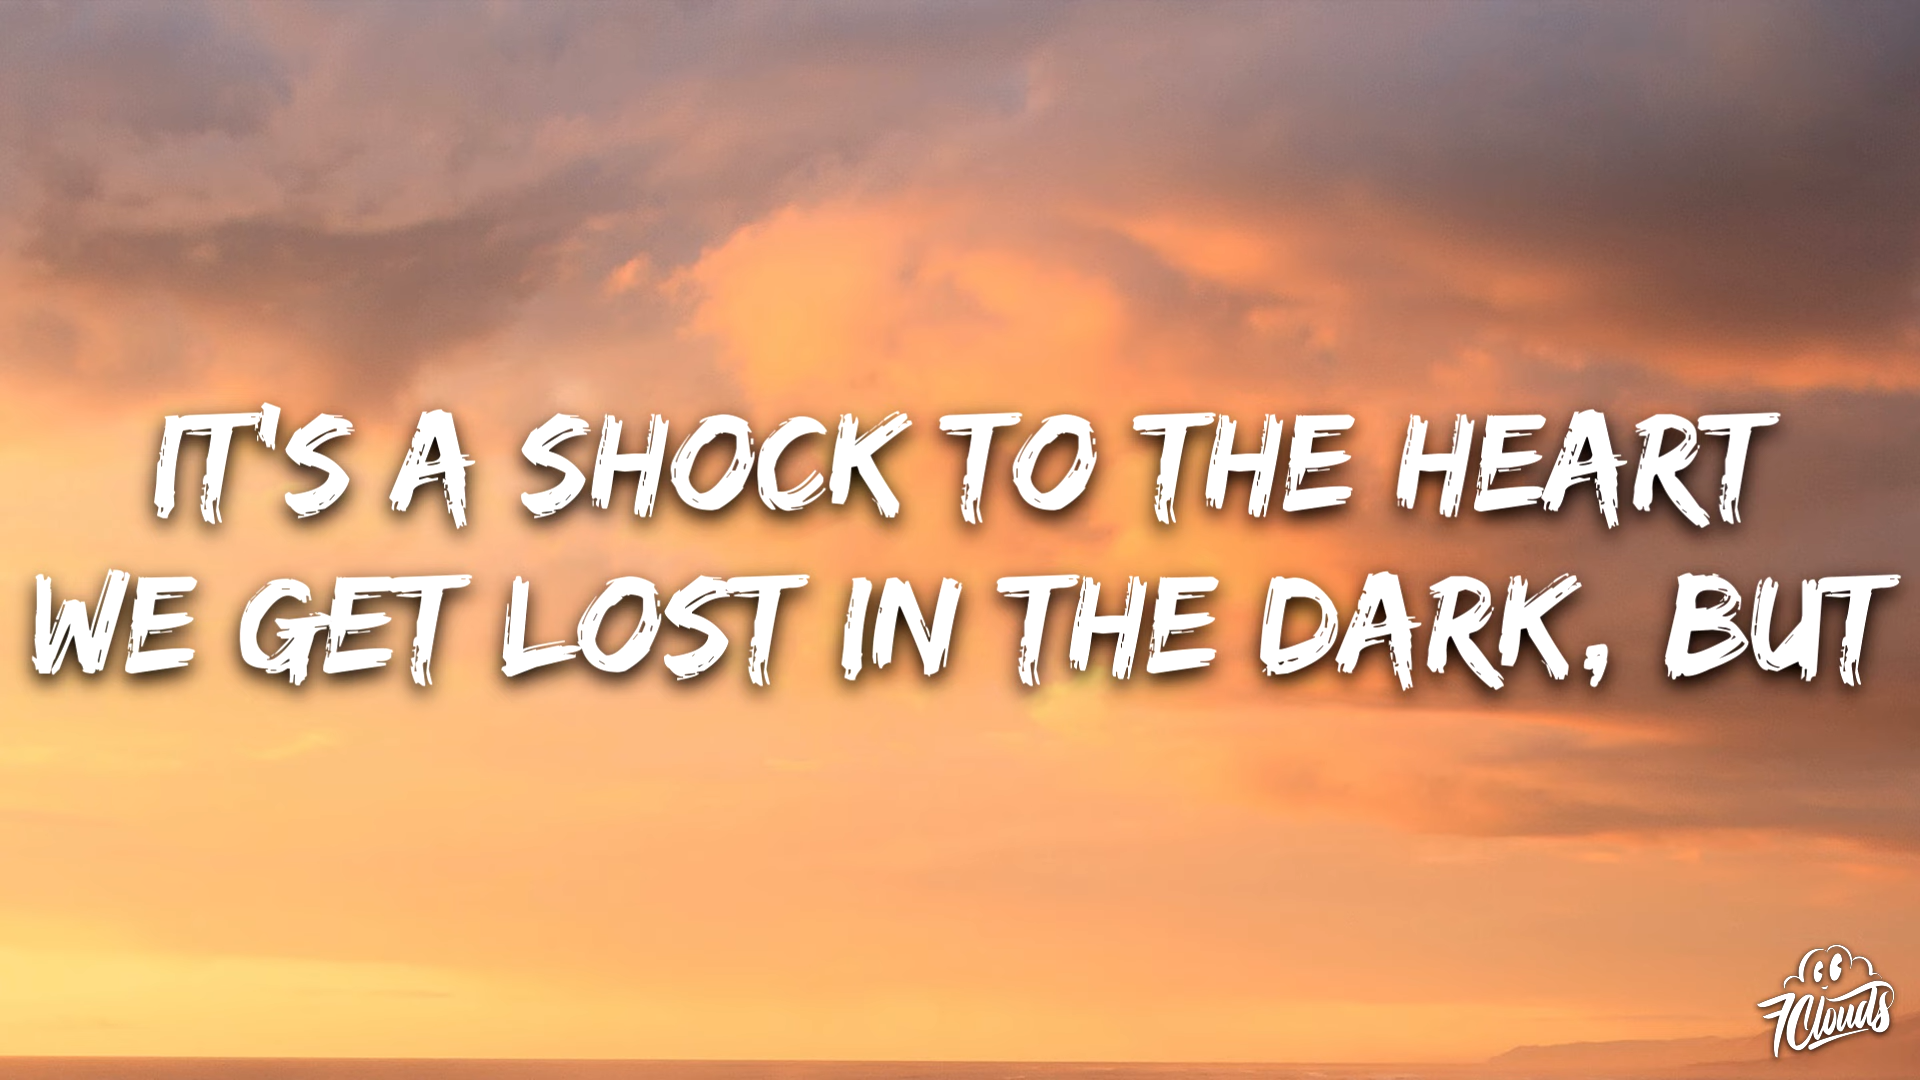 IT'S A SHOCK TO THE HEART
WE GET LOST IN THE DARK, BUT
7Clouds